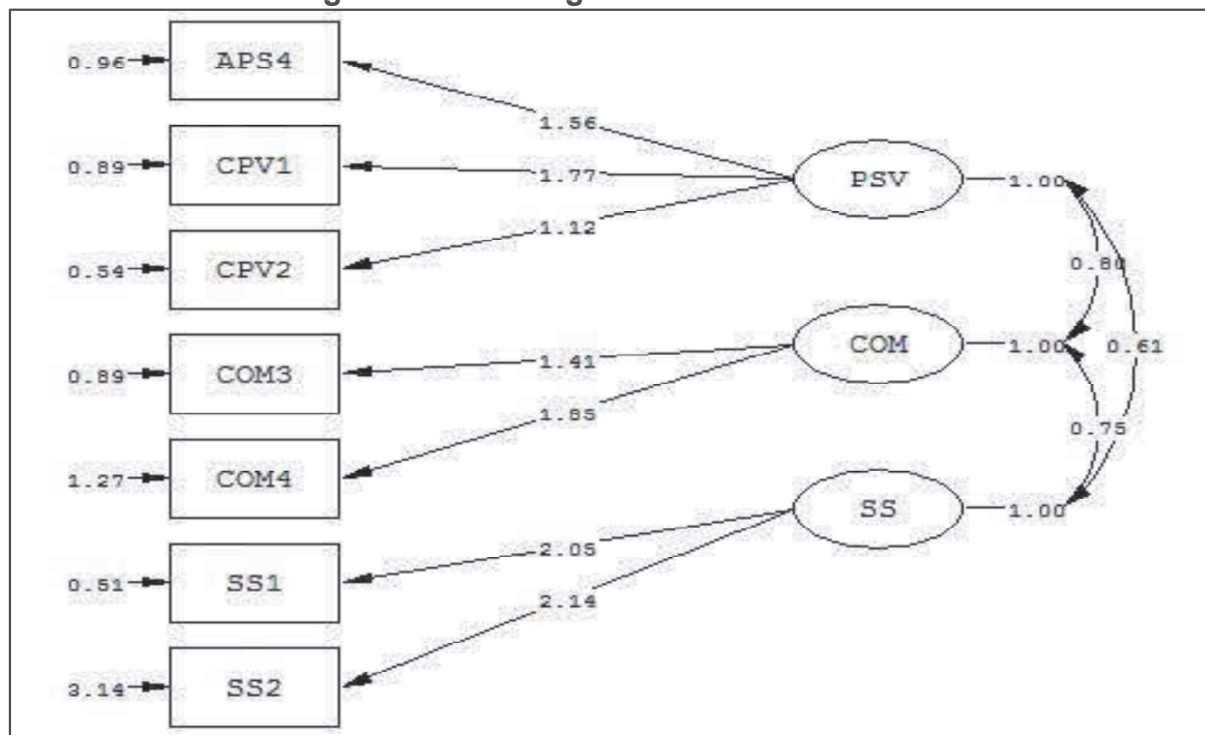 0.96 APS4
1.56
0.89 CPV1 1.77 PSV 1.00
1.12
0.54 CPV2 0.80
0.89 COM3 1.41 COM 1.00 0.61
1.85
1.27 COM4 0.75
SS 1.00
0.51 SS1 2.05
2.14
3.14 SS2